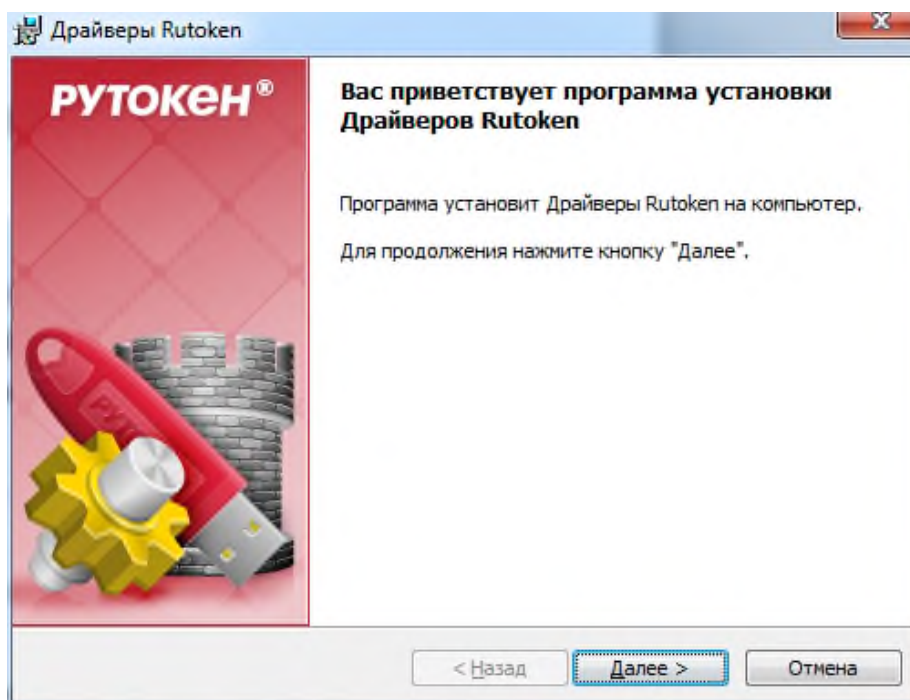 Драйверы Rutoken
РУТОКЕН®
Вас приветствует программа установки
Драйверов Rutoken
Программа установит Драйверы Rutoken на компьютер.
Для продолжения нажмите кнопку "Далее".
< Назад
Далее >
Отмена